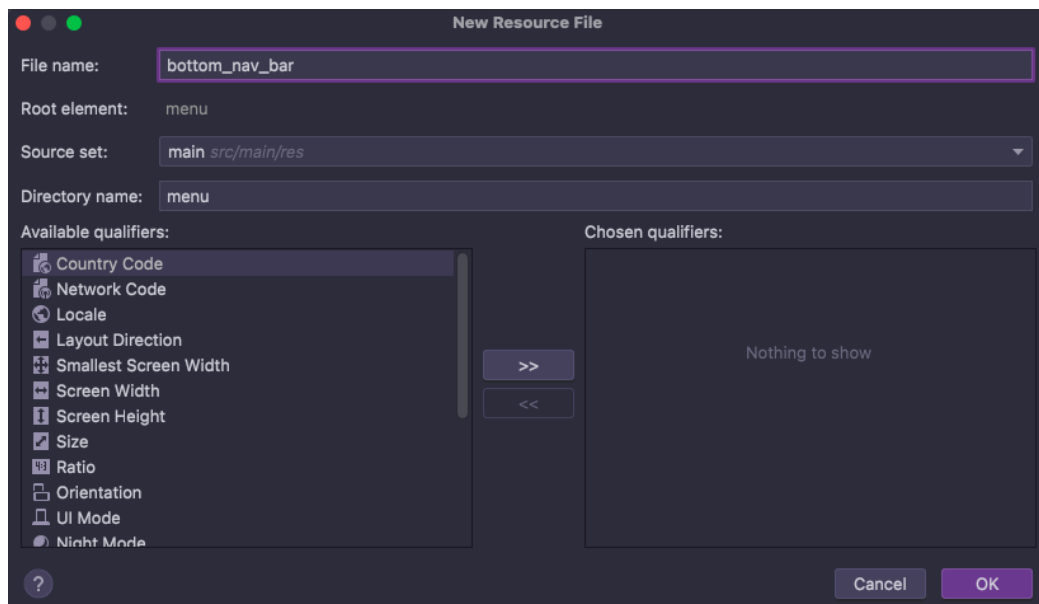 New Resource File
File name: bottom_nav_bar
Root element: menu
Source set: main src/main/res
Directory name: menu
Available qualifiers: Chosen qualifiers:
Country Code
Network Code
Locale
Layout Direction
Smallest Screen Width
Screen Width
Screen Height
Size
Ratio
Orientation
UI Mode
Night Mode
>>
<<
Nothing to show
? Cancel OK